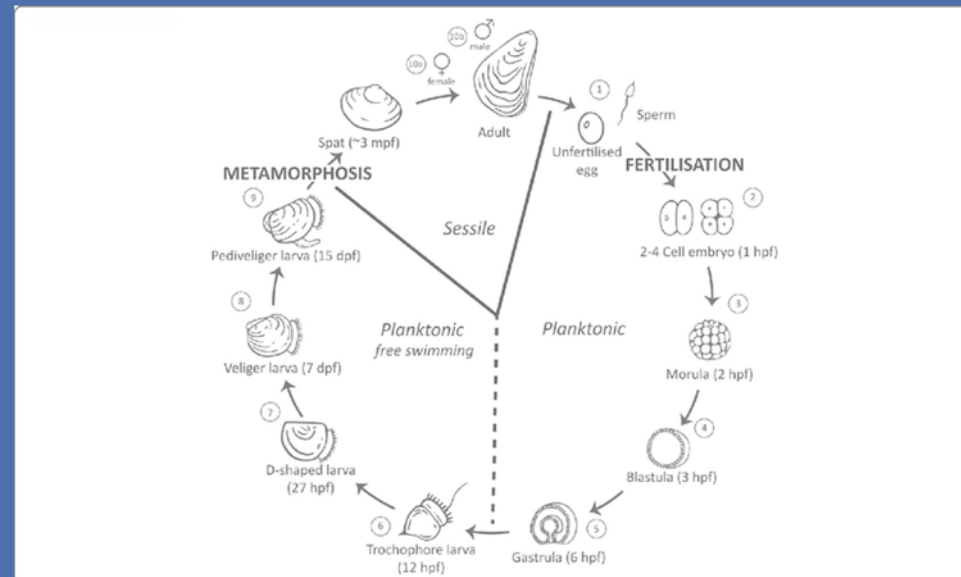 10b
male
10a
female
Adult
1
Sperm
Unfertilised
egg
FERTILISATION
2
2-4 Cell embryo (1 hpf)
3
Morula (2 hpf)
4
Blastula (3 hpf)
5
Gastrula (6 hpf)
6
Trochophore larva
(12 hpf)
7
D-shaped larva
(27 hpf)
8
Veliger larva (7 dpf)
9
Pediveliger larva (15 dpf)
METAMORPHOSIS
Spat (~3 mpf)
Sessile
Planktonic
free swimming
Planktonic